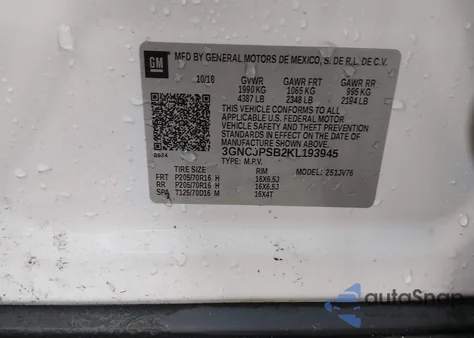 GM
MFD BY GENERAL MOTORS DE MEXICO, S. DE R.L. DE C.V.
10/18 GVWR GAWR FRT GAWR RR
1990 KG 1065 KG 995 KG
4387 LB 2348 LB 2194 LB
THIS VEHICLE CONFORMS TO ALL
APPLICABLE U.S. FEDERAL MOTOR
VEHICLE SAFETY, BUMPER, AND THEFT
PREVENTION STANDARDS IN EFFECT ON
THE DATE OF MANUFACTURE SHOWN ABOVE.
3GNCJPSB2KL193945
TYPE: M.P.V.
TIRE SIZE RIM MODEL: 2S1JV76
FRT P205/70R16 H 16X6.5J
RR P205/70R16 H 16X6.5J
SPA T125/70D16 M 16X4T
autoSnap